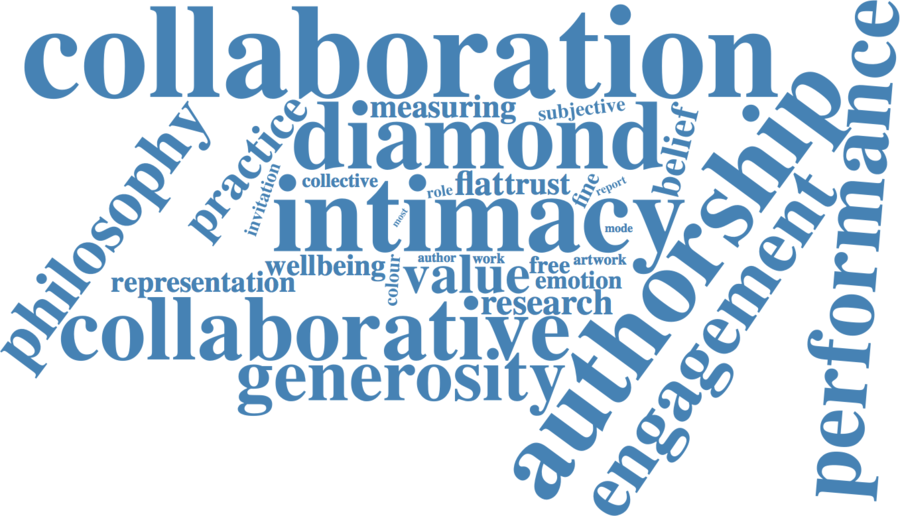 collaboration
performance
measuring
subjective
practice
diamond
belief
authorship
philosophy
collective
role
flattrust
fine
report
invitation
intimacy
most
mode
engagement
wellbeing
colour
author
work
free
artwork
representation
value
emotion
research
collaborative
generosity